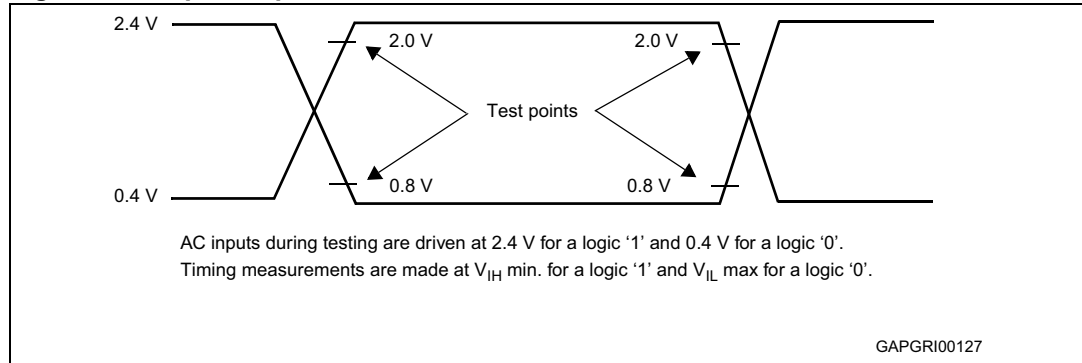 2.4 V
2.0 V
2.0 V
Test points
0.8 V
0.8 V
0.4 V
AC inputs during testing are driven at 2.4 V for a logic ‘1’ and 0.4 V for a logic ‘0’.
Timing measurements are made at VIH min. for a logic ‘1’ and VIL max for a logic ‘0’.
GAPGRI00127